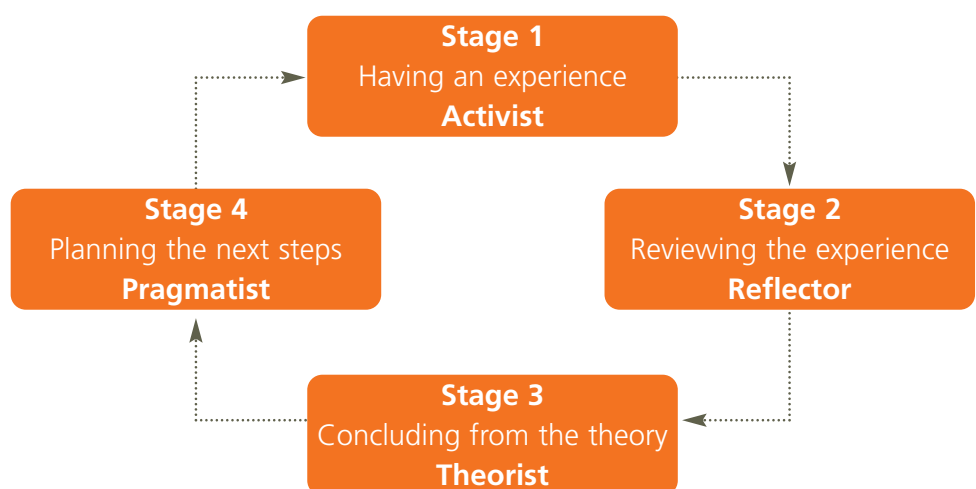 Stage 1
Having an experience
Activist
Stage 2
Reviewing the experience
Reflector
Stage 3
Concluding from the theory
Theorist
Stage 4
Planning the next steps
Pragmatist